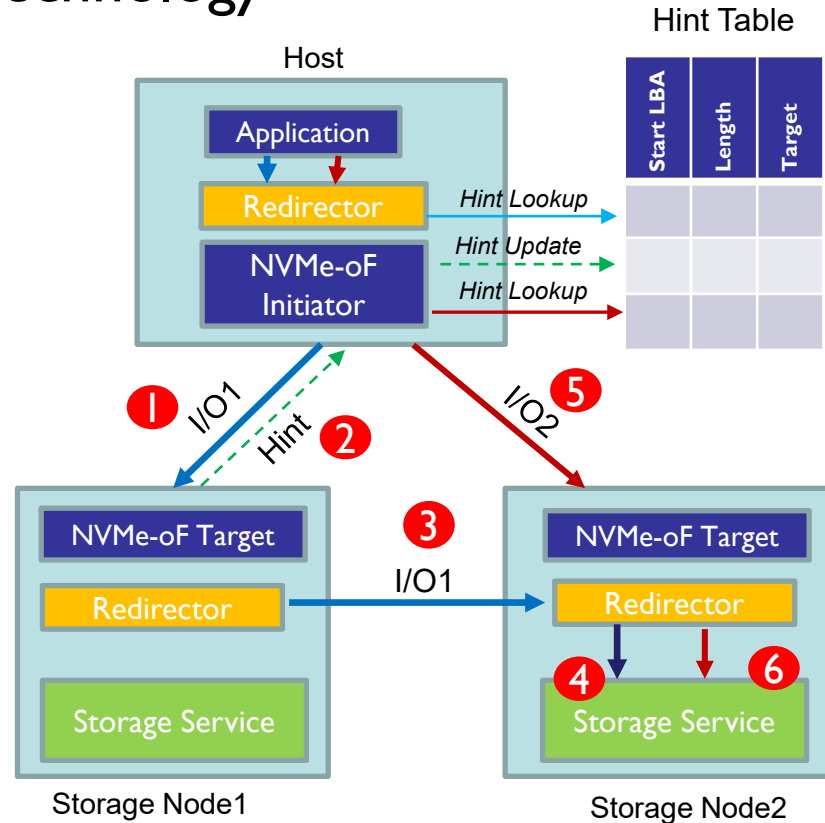 echnology
Hint Table
Host
Start LBA
Length
Target
Application
Redirector
Hint Lookup
Hint Update
NVMe-oF
Initiator
Hint Lookup
1
I/O1
Hint
2
I/O2
5
NVMe-oF Target
3
NVMe-oF Target
I/O1
Redirector
Redirector
4
6
Storage Service
Storage Service
Storage Node1
Storage Node2